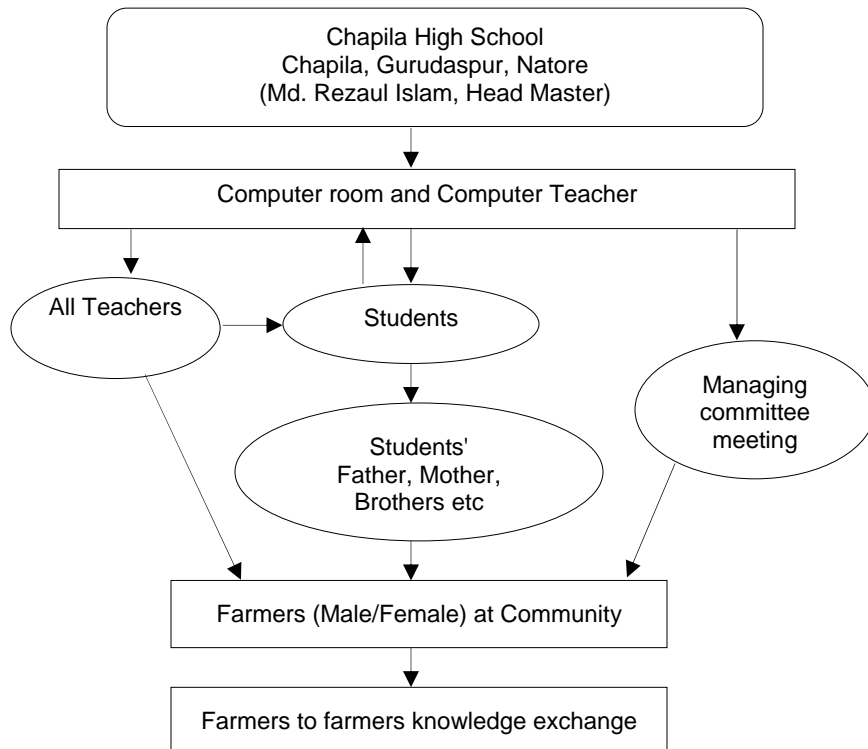 Chapila High School
Chapila, Gurudaspur, Natore
(Md. Rezaul Islam, Head Master)
Computer room and Computer Teacher
All Teachers
Students
Managing
committee
meeting
Students'
Father, Mother,
Brothers etc
Farmers (Male/Female) at Community
Farmers to farmers knowledge exchange